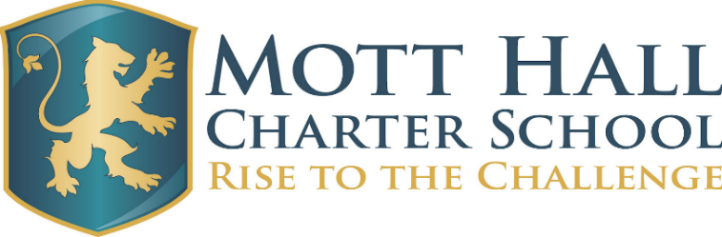 Mott Hall
Charter School
Rise to the Challenge